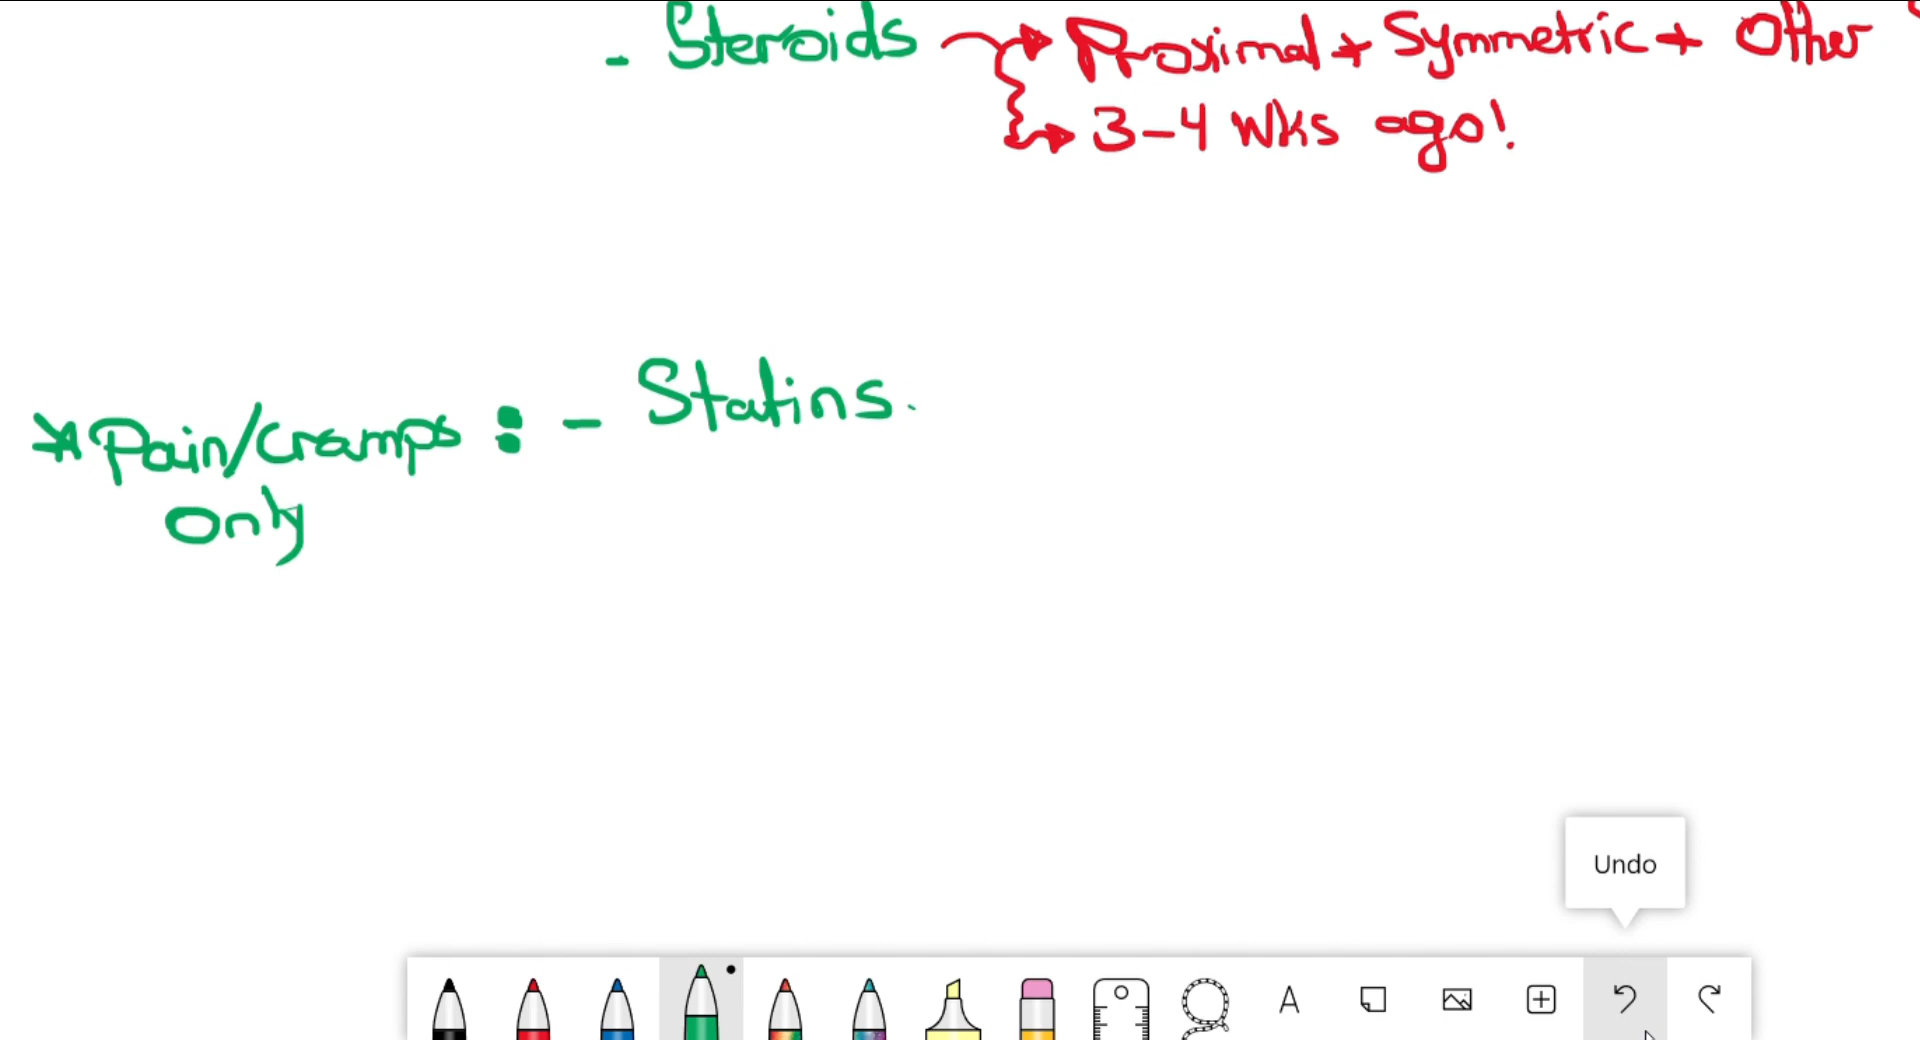 - Steroids → Proximal + Symmetric + Other
→ 3-4 wks ago!
* Pain/Cramps : - Statins.
only
Undo
A